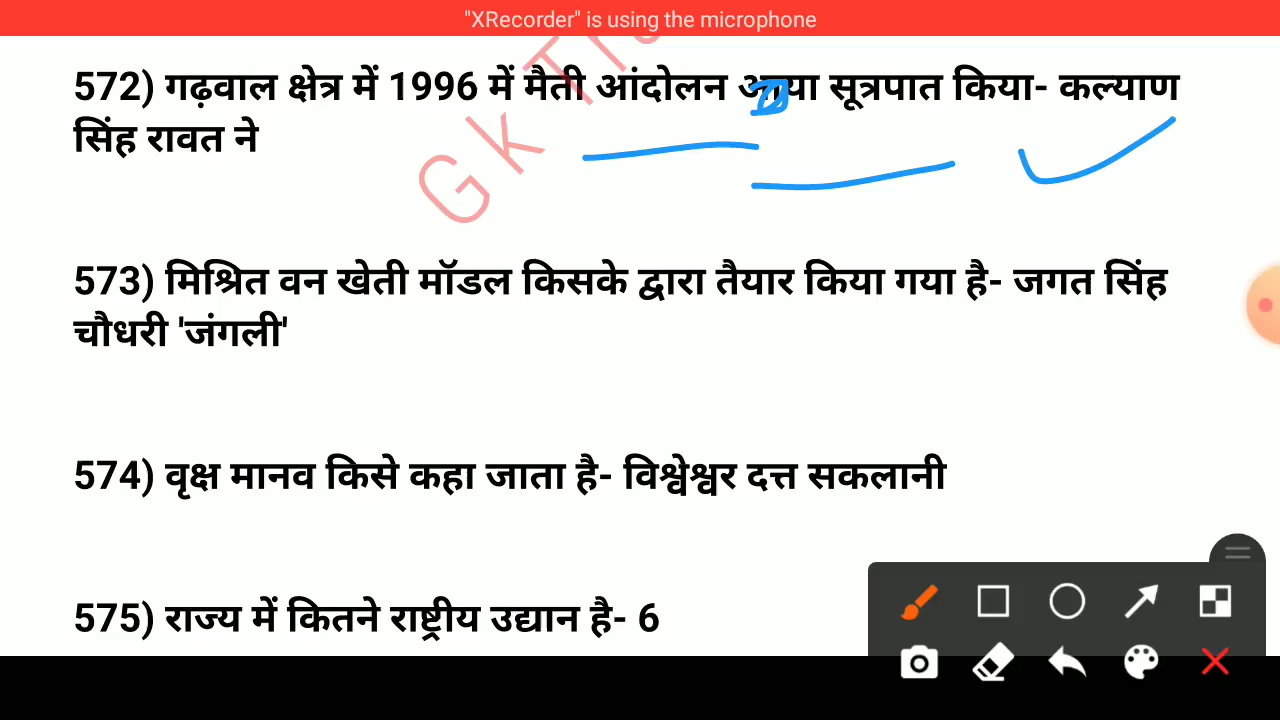 "XRecorder" is using the microphone
572) गढ़वाल क्षेत्र में 1996 में मैती आंदोलन सूत्रपात किया- कल्याण
सिंह रावत ने
Gk
573) मिश्रित वन खेती मॉडल किसके द्वारा तैयार किया गया है- जगत सिंह
चौधरी 'जंगली'
574) वृक्ष मानव किसे कहा जाता है- विश्वेश्वर दत्त सकलानी
575) राज्य में कितने राष्ट्रीय उद्यान है- 6